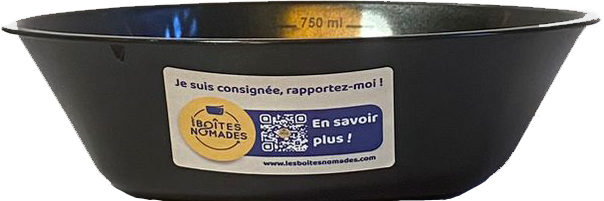 750 ml
Je suis consignée, rapportez-moi !
BOÎTES
NOMADES
En savoir
plus !
www.lesboitesnomades.com